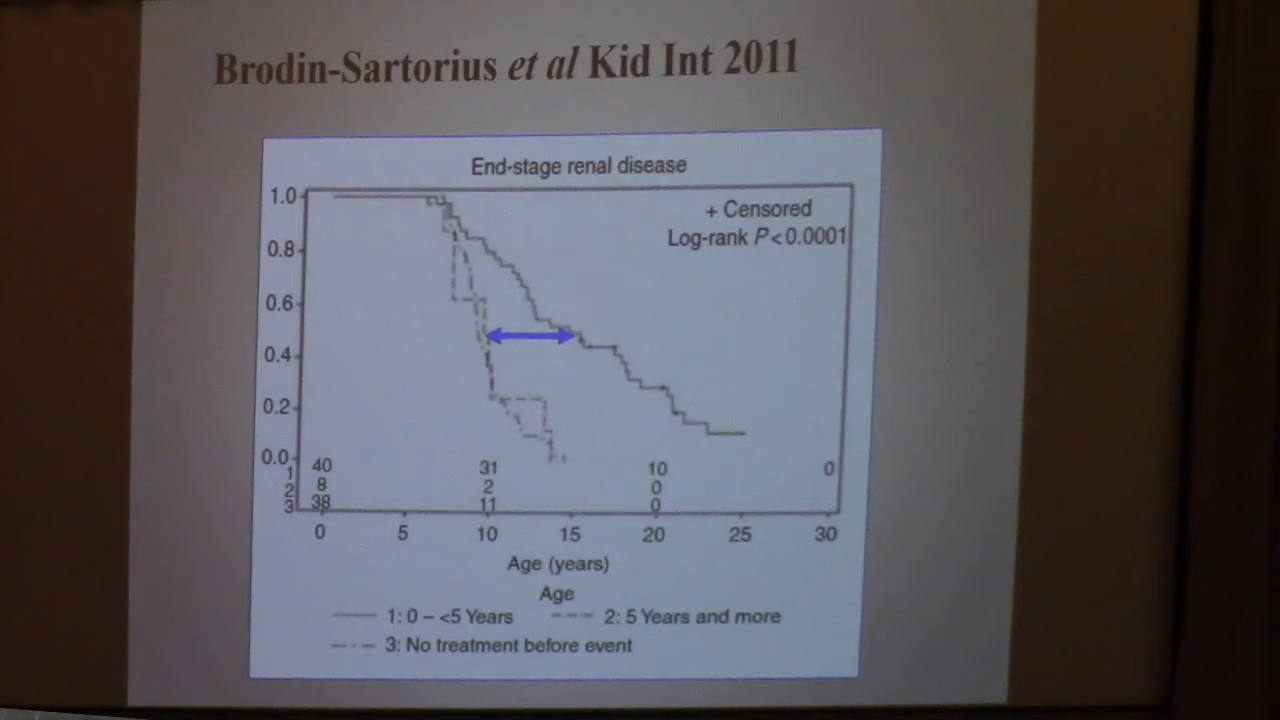 Brodin-Sartorius et al Kid Int 2011
End-stage renal disease
1.0
+ Censored
Log-rank P<0.0001
0.8
0.6
0.4
0.2
0.0
1 40 31 10 0
2 8 2 0
3 38 11 0
0 5 10 15 20 25 30
Age (years)
Age
1: 0 – <5 Years 2: 5 Years and more
3: No treatment before event